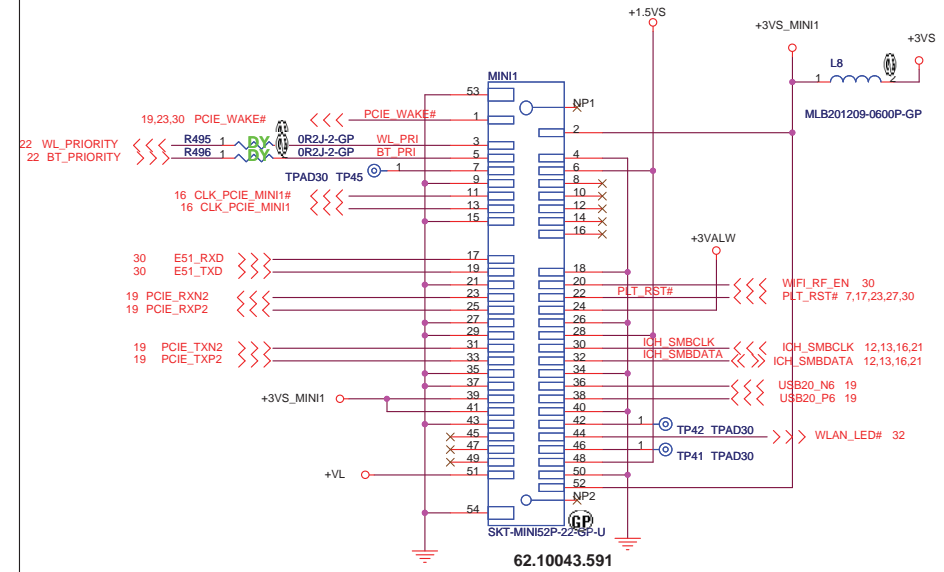 +1.5VS
+3VS_MINI1
+3VS
L8
1 2
MLB201209-0600P-GP
MINI1
53
NP1
19,23,30 PCIE_WAKE# PCIE_WAKE# 1
2
22 WL_PRIORITY R495 1 DY 0R2J-2-GP WL_PRI 3
22 BT_PRIORITY R496 1 DY 0R2J-2-GP BT_PRI 5
4
TPAD30 TP45 1 7
6
9
8
16 CLK_PCIE_MINI1# 11
10
16 CLK_PCIE_MINI1 13
12
15
14
16
+3VALW
30 E51_RXD 17
30 E51_TXD 19
18
21
20 WIFI_RF_EN 30
19 PCIE_RXN2 23
22 PLT_RST# PLT_RST# 7,17,23,27,30
19 PCIE_RXP2 25
24
27
26
29
28
19 PCIE_TXN2 31
30 ICH_SMBCLK ICH_SMBCLK 12,13,16,21
19 PCIE_TXP2 33
32 ICH_SMBDATA ICH_SMBDATA 12,13,16,21
35
34
37
36 USB20_N6 19
+3VS_MINI1 39
38 USB20_P6 19
41
40
43
42 1 TP42 TPAD30
45
44 WLAN_LED# 32
47
46 1 TP41 TPAD30
49
48
+VL 51
50
52
NP2
54
GP
SKT-MINI52P-22-GP-U
62.10043.591